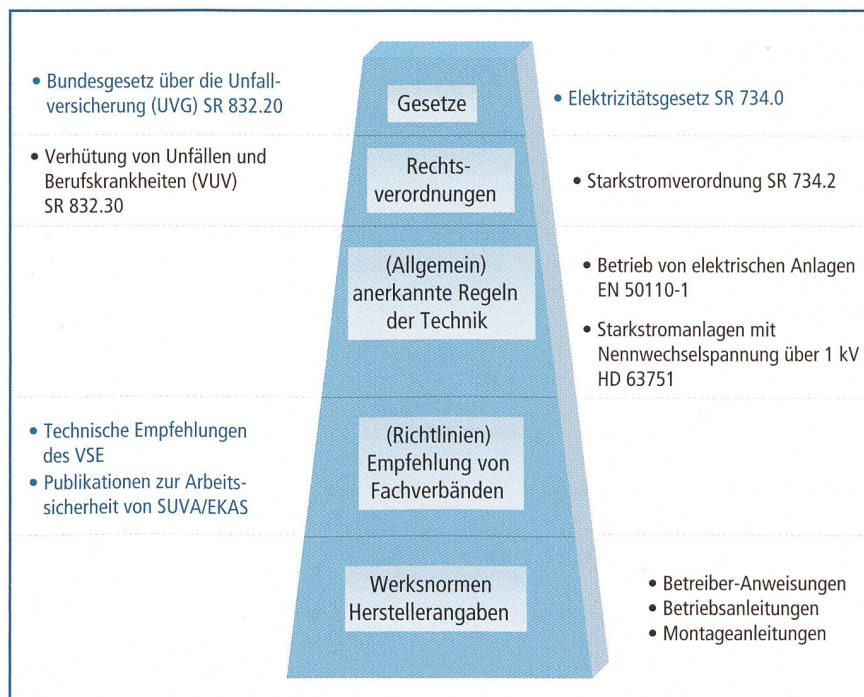 • Bundesgesetz über die Unfall-
versicherung (UVG) SR 832.20
Gesetze
• Elektrizitätsgesetz SR 734.0
• Verhütung von Unfällen und
Berufskrankheiten (VUV)
SR 832.30
Rechts-
verordnungen
• Starkstromverordnung SR 734.2
(Allgemein)
anerkannte Regeln
der Technik
• Betrieb von elektrischen Anlagen
EN 50110-1
• Starkstromanlagen mit
Nennwechselspannung über 1 kV
HD 63751
• Technische Empfehlungen
des VSE
• Publikationen zur Arbeits-
sicherheit von SUVA/EKAS
(Richtlinien)
Empfehlung von
Fachverbänden
Werksnormen
Herstellerangaben
• Betreiber-Anweisungen
• Betriebsanleitungen
• Montageanleitungen